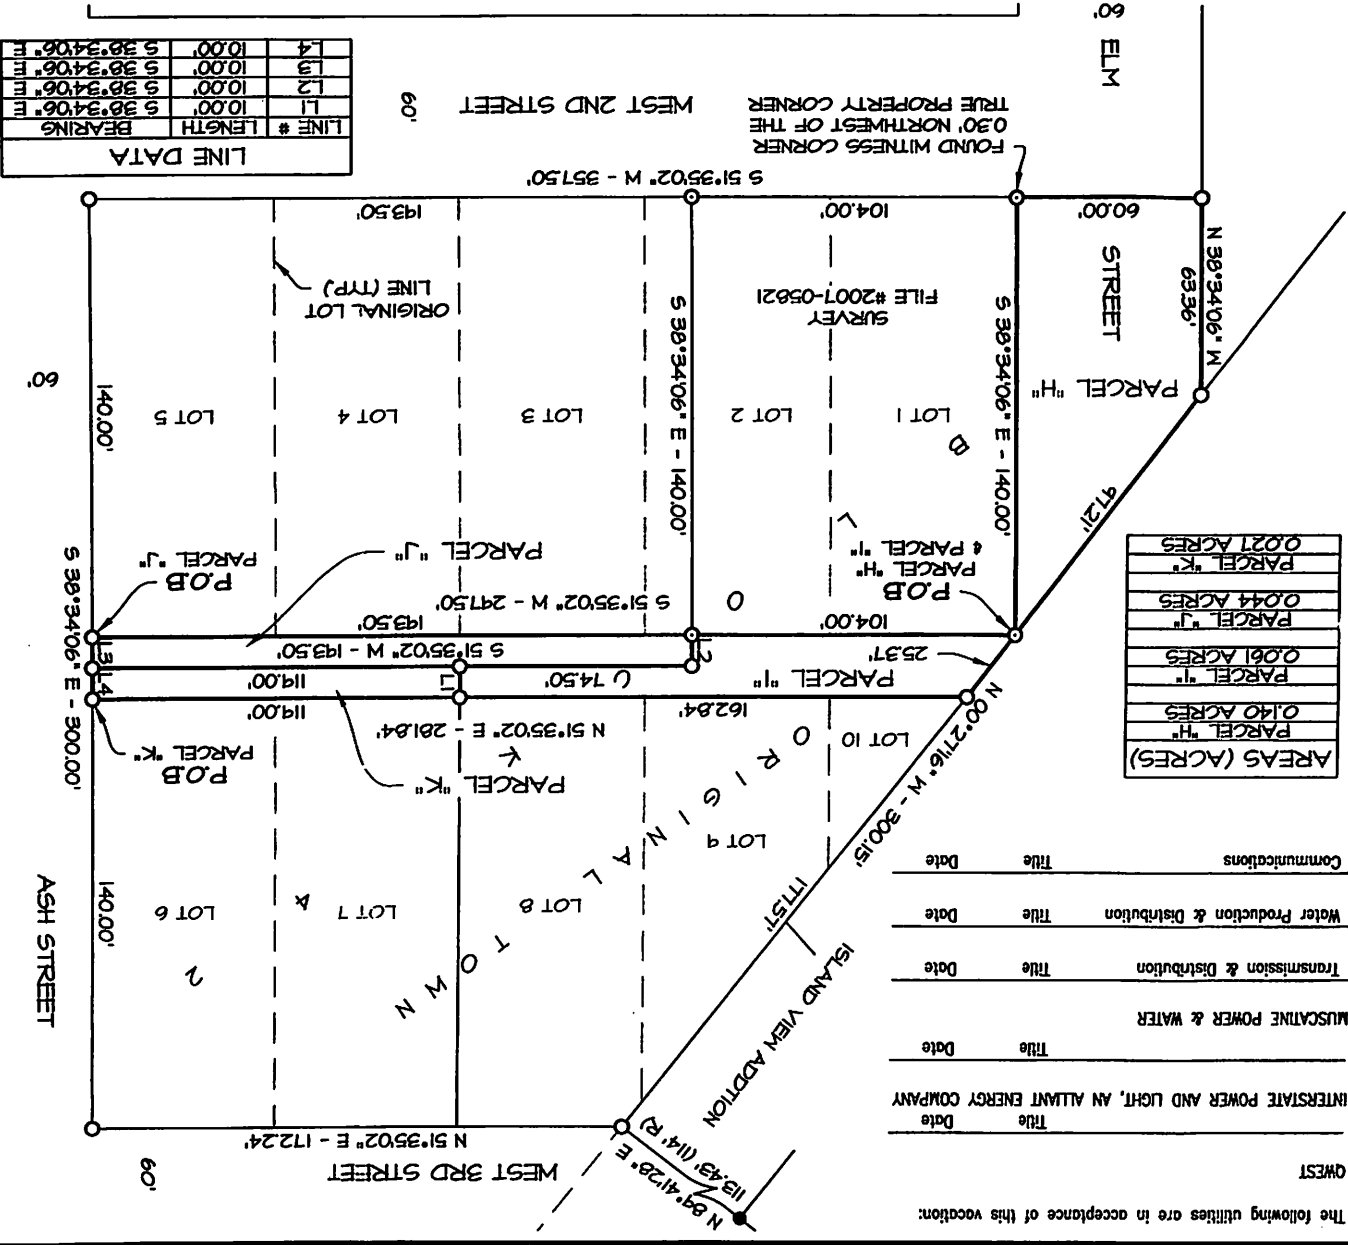 The following utilities are in acceptance of this vacation:
QWEST
Title Date
INTERSTATE POWER AND LIGHT, AN ALLIANT ENERGY COMPANY
Title Date
MUSCATINE POWER & WATER
Transmission & Distribution Title Date
Water Production & Distribution Title Date
Communications Title Date
AREAS (ACRES)
PARCEL "H"
0.140 ACRES
PARCEL "I"
0.061 ACRES
PARCEL "J"
0.044 ACRES
PARCEL "K"
0.027 ACRES
N 89°41'28" E
113.43' (114' R)
WEST 3RD STREET
60'
N 51°35'02" E - 172.24'
ISLAND VIEW ADDTION
177.57'
N 00°27'16" W - 300.15'
ORIGINAL TOWN
BLOCK 24
LOT 6
LOT 7
LOT 8
LOT 9
LOT 10
140.00'
ASH STREET
S 38°34'06" E - 300.00'
P.O.B
PARCEL "K"
PARCEL "K"
N 51°35'02" E - 281.84'
162.84'
119.00'
119.00'
L1
L4
L3
L2
25.37'
PARCEL "I"
74.50'
S 51°35'02" W - 193.50'
104.00'
193.50'
S 51°35'02" W - 247.50'
P.O.B
PARCEL "H"
& PARCEL "I"
PARCEL "J"
P.O.B
PARCEL "J"
97.21'
PARCEL "H"
S 38°34'06" E - 140.00'
S 38°34'06" E - 140.00'
140.00'
60'
LOT 1
LOT 2
LOT 3
LOT 4
LOT 5
SURVEY
FILE #2007-05821
ORIGINAL LOT
LINE (TYP.)
N 38°34'06" W
63.36'
60.00'
104.00'
193.50'
S 51°35'02" W - 357.50'
FOUND WITNESS CORNER
0.30' NORTHWEST OF THE
TRUE PROPERTY CORNER
WEST 2ND STREET
60'
ELM STREET
60'
LINE DATA
LINE # LENGTH BEARING
L1 10.00' S 38°34'06" E
L2 10.00' S 38°34'06" E
L3 10.00' S 38°34'06" E
L4 10.00' S 38°34'06" E